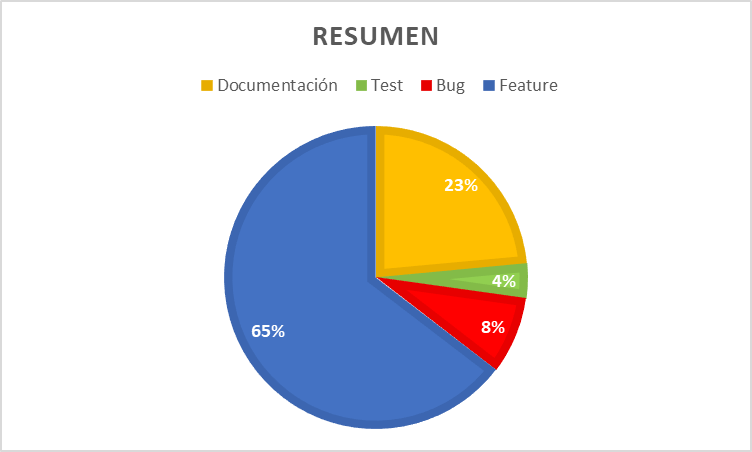 RESUMEN
Documentación Test Bug Feature
23%
4%
8%
65%